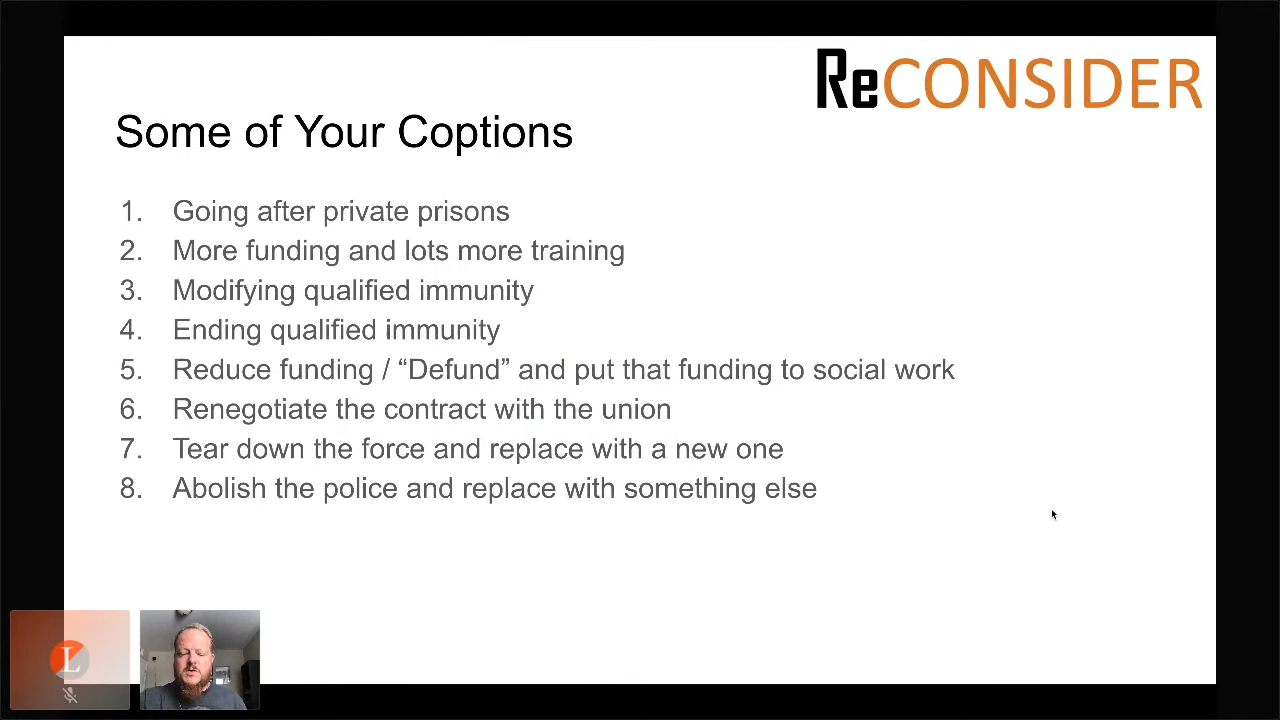 ReCONSIDER
Some of Your Coptions
1. Going after private prisons
2. More funding and lots more training
3. Modifying qualified immunity
4. Ending qualified immunity
5. Reduce funding / “Defund” and put that funding to social work
6. Renegotiate the contract with the union
7. Tear down the force and replace with a new one
8. Abolish the police and replace with something else
L